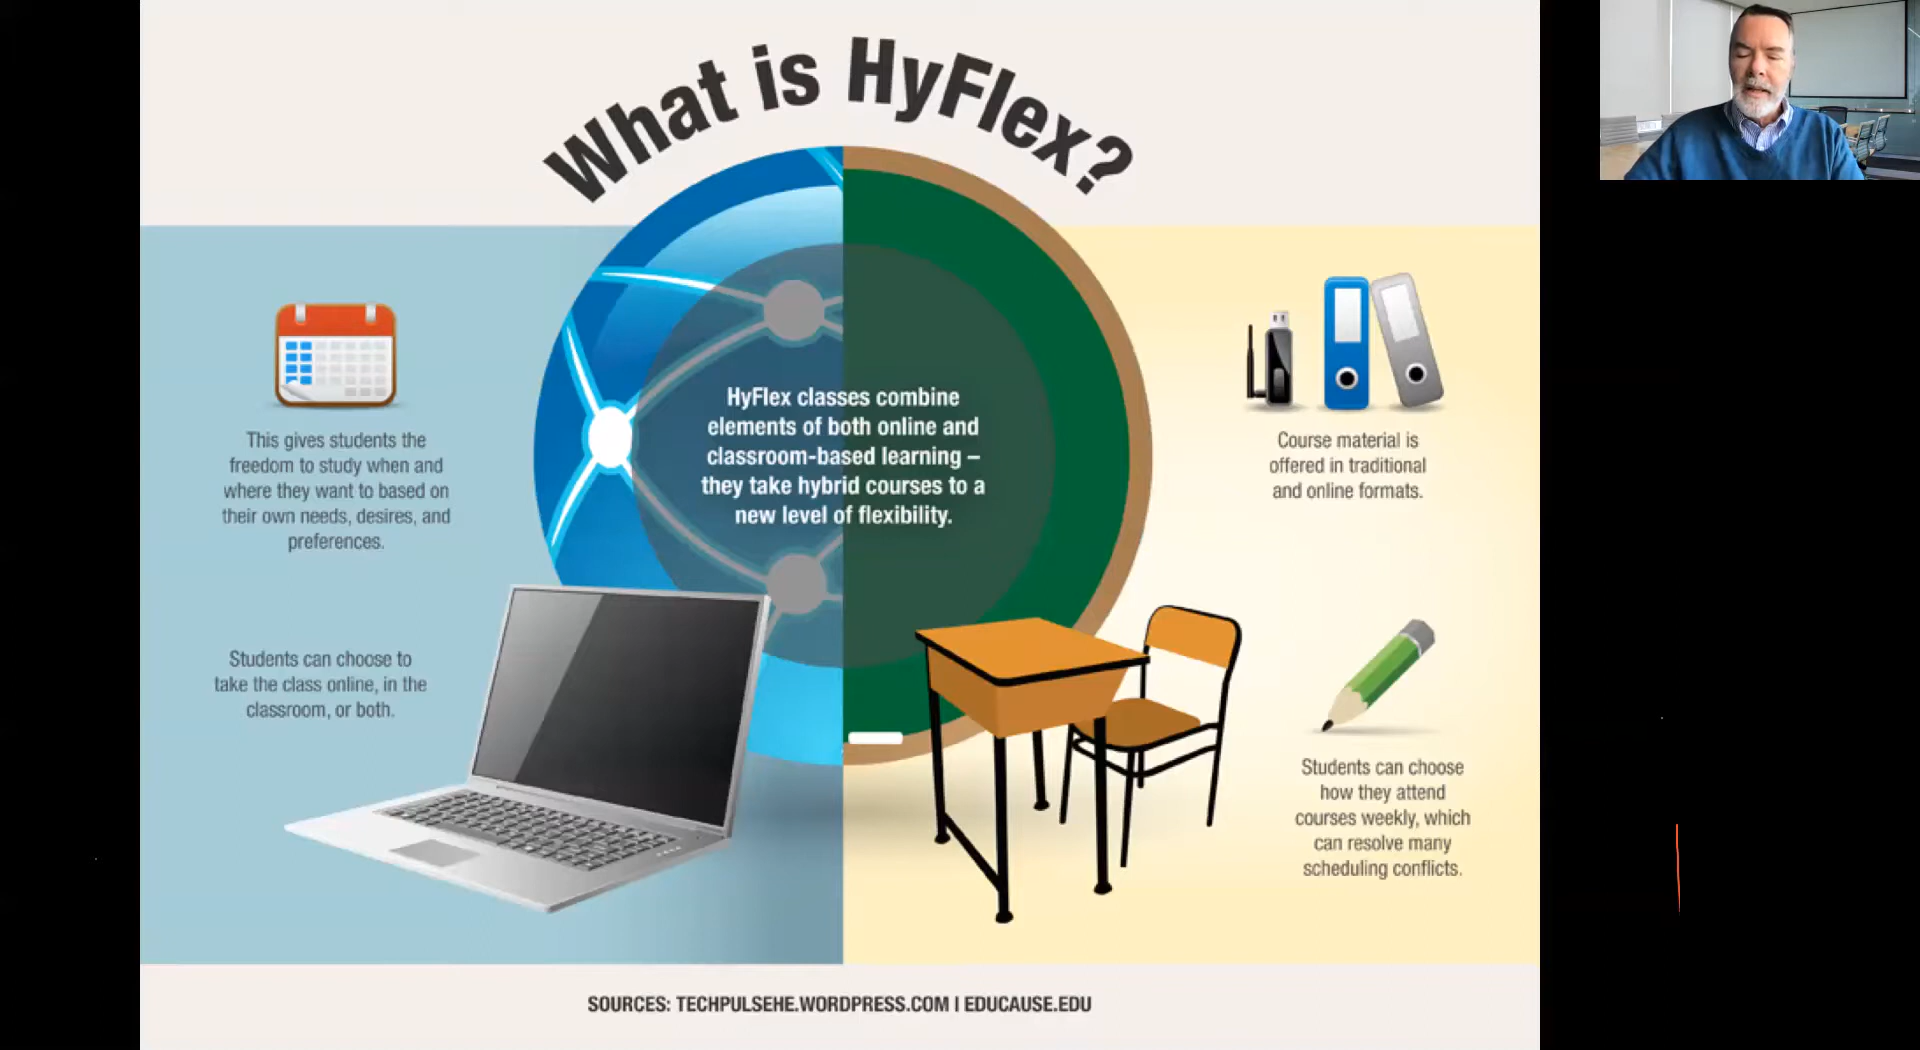 What is HyFlex?
HyFlex classes combine
elements of both online and
classroom-based learning –
they take hybrid courses to a
new level of flexibility.
This gives students the
freedom to study when and
where they want to based on
their own needs, desires, and
preferences.
Students can choose to
take the class online, in the
classroom, or both.
Course material is
offered in traditional
and online formats.
Students can choose
how they attend
courses weekly, which
can resolve many
scheduling conflicts.
SOURCES: TECHPULSEHE.WORDPRESS.COM | EDUCAUSE.EDU